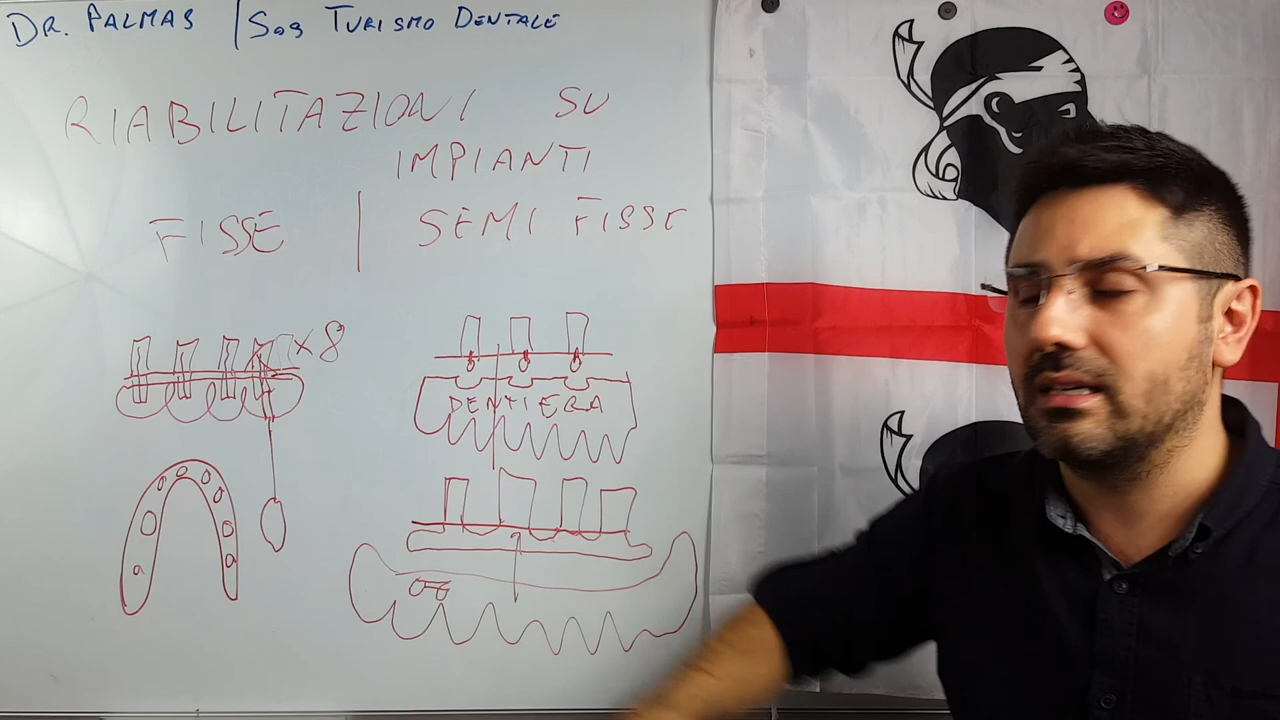 DR. PALMAS / SOS TURISMO DENTALE
RIABILITAZIONI SU
IMPIANTI
FISSE | SEMI FISSE
x8
DENTIERA